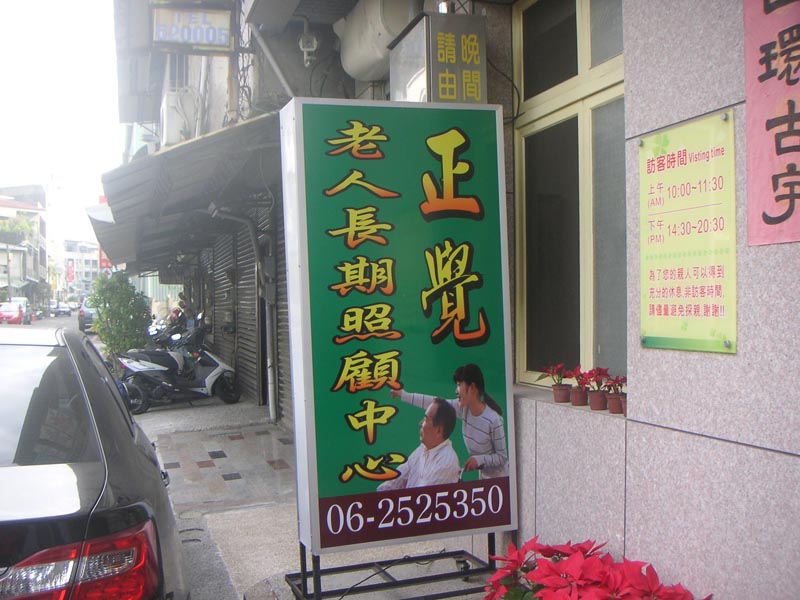 TEL
520005
晚間
請由
正覺
老人長期照顧中心
06-2525350
訪客時間 Visting time
上午
(AM) 10:00~11:30
下午
(PM) 14:30~20:30
為了您的親人可以得到
充分的休息,非訪客時間,
請儘量避免探親,謝謝!!
環古宇